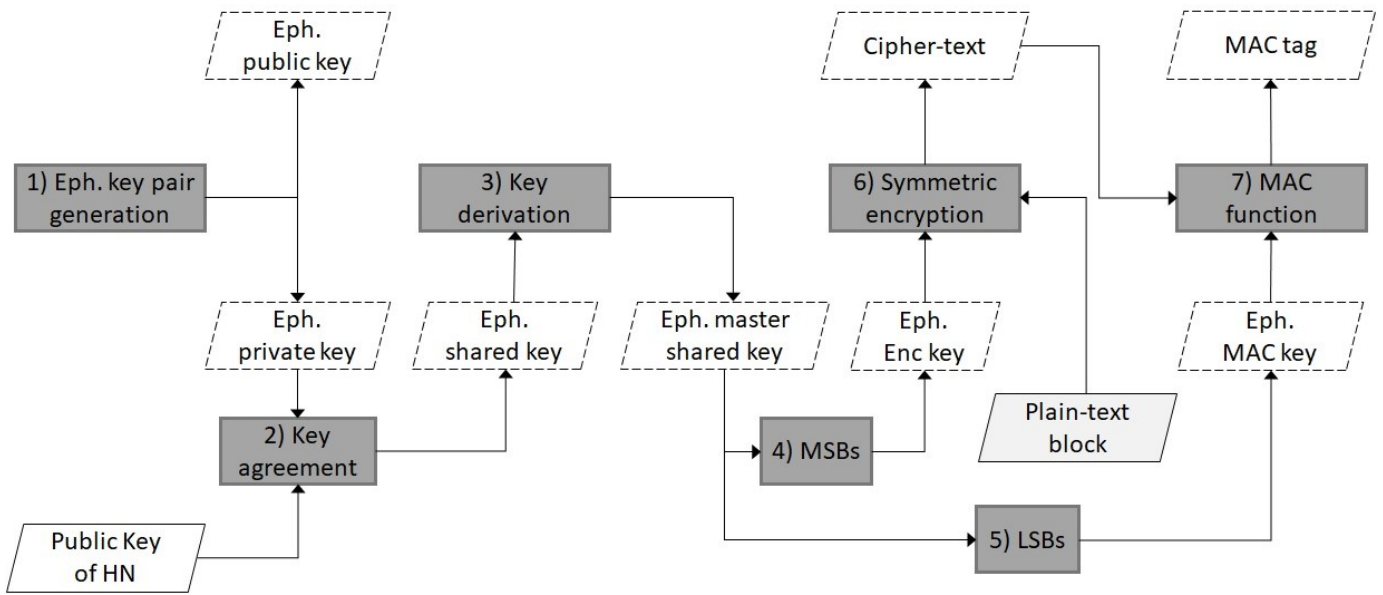 Eph.
public key
Cipher-text
MAC tag
1) Eph. key pair
generation
3) Key
derivation
6) Symmetric
encryption
7) MAC
function
Eph.
private key
Eph.
shared key
Eph. master
shared key
Eph.
Enc key
Eph.
MAC key
2) Key
agreement
4) MSBs
Plain-text
block
5) LSBs
Public Key
of HN